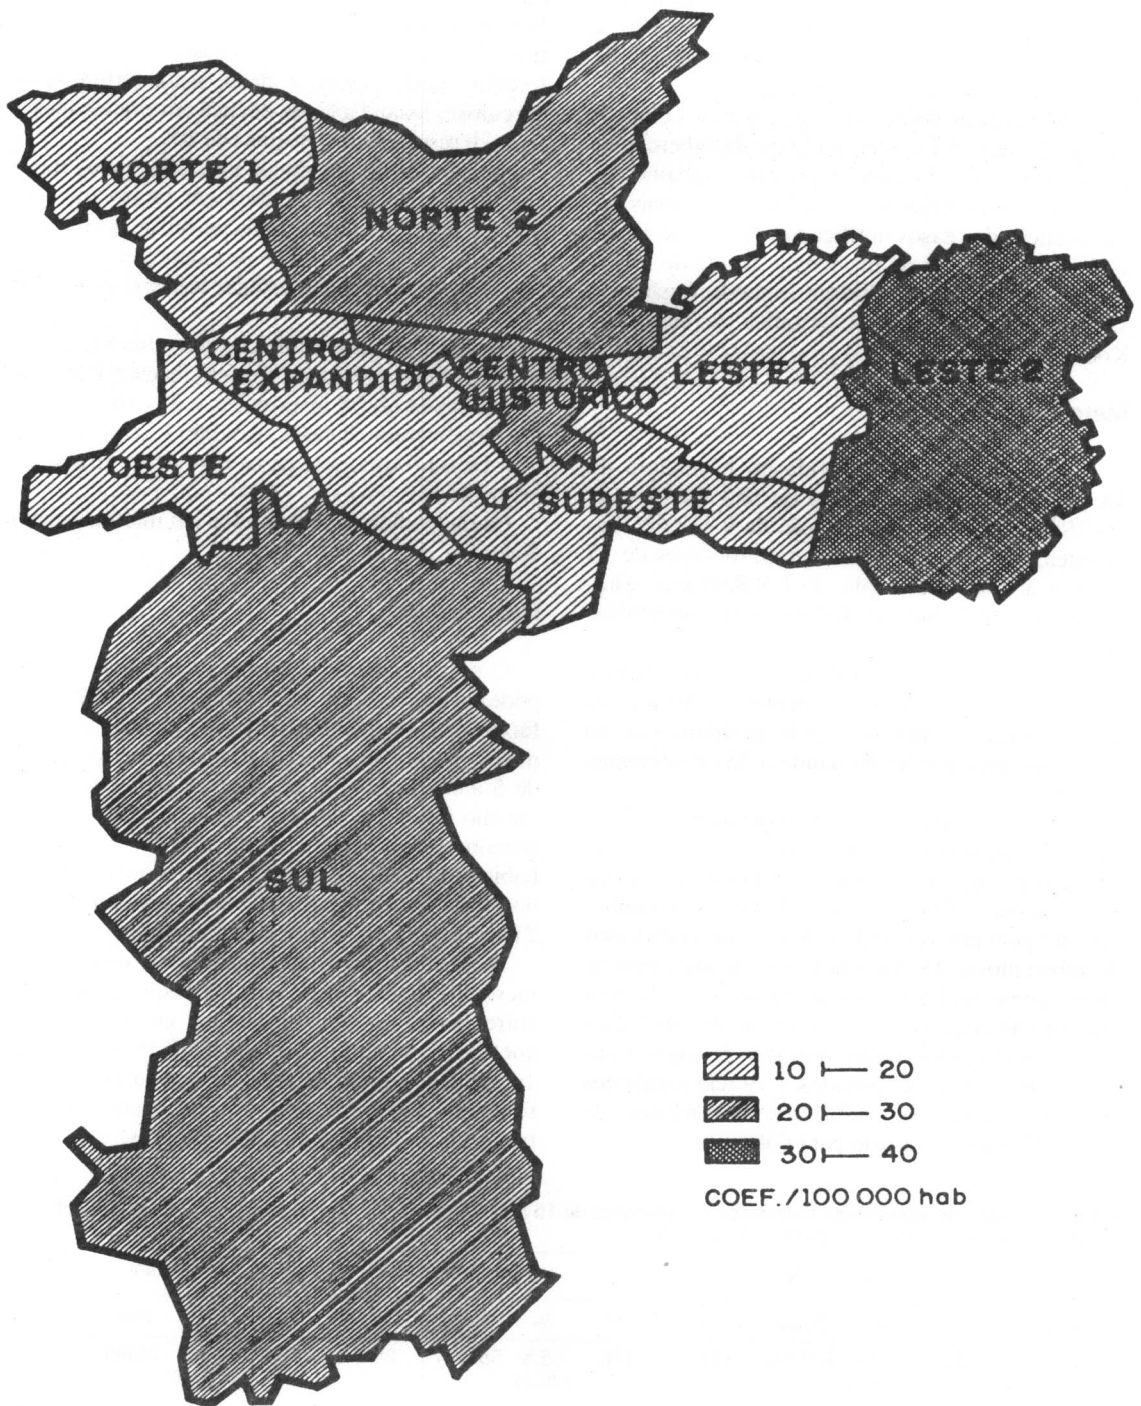 NORTE 1
NORTE 2
CENTRO
EXPANDIDO
CENTRO
HISTORICO
LESTE 1
LESTE 2
OESTE
SUDESTE
SUL
10 ⊢— 20
20 ⊢— 30
30 ⊢— 40
COEF./100 000 hab